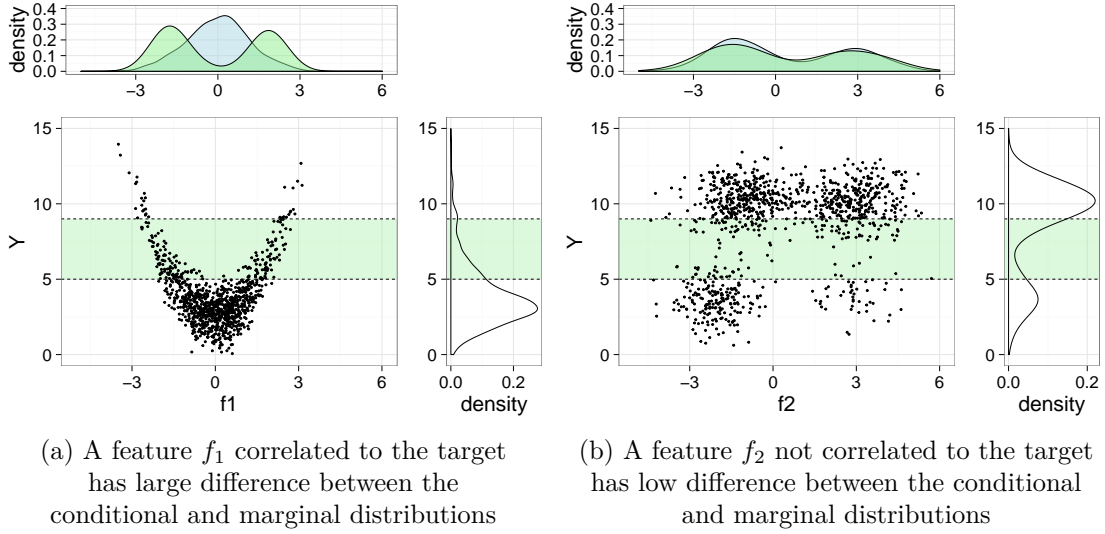 density
0.4
0.3
0.2
0.1
0.0
−3 0 3 6
Y
15
10
5
0
−3 0 3 6
f1
15
10
5
0
0.0 0.2
density
density
0.4
0.3
0.2
0.1
0.0
−3 0 3 6
Y
15
10
5
0
−3 0 3 6
f2
15
10
5
0
0.0 0.2
density
(a) A feature f₁ correlated to the target
has large difference between the
conditional and marginal distributions
(b) A feature f₂ not correlated to the target
has low difference between the conditional
and marginal distributions